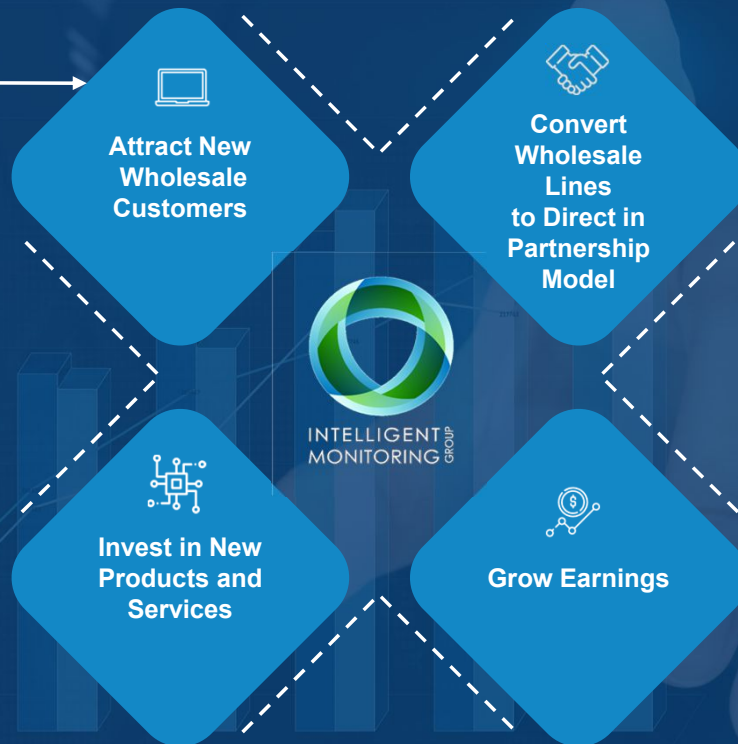 Attract New
Wholesale
Customers
Convert
Wholesale
Lines
to Direct in
Partnership
Model
INTELLIGENT
MONITORING GROUP
Invest in New
Products and
Services
$
Grow Earnings